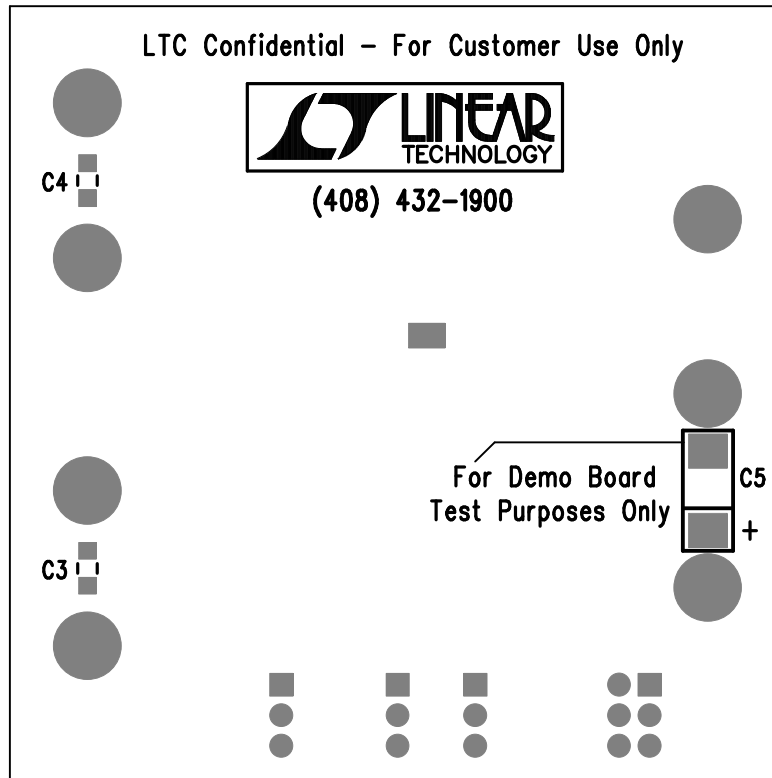 LTC Confidential – For Customer Use Only
LINEAR
TECHNOLOGY
(408) 432–1900
C4
For Demo Board
Test Purposes Only
C5
+
C3